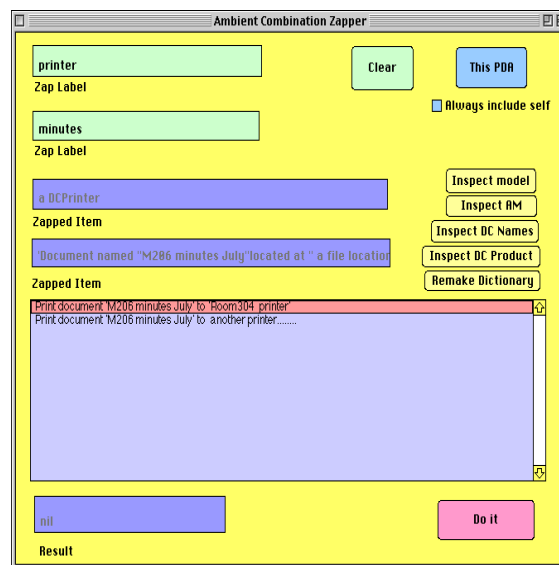 Ambient Combination Zapper
printer
Clear
This PDA
Zap Label
Always include self
minutes
Zap Label
Inspect model
a DCPrinter
Inspect AM
Zapped Item
Inspect DC Names
'Document named "M206 minutes July"located at " a file location
Inspect DC Product
Zapped Item
Remake Dictionary
Print document 'M206 minutes July' to 'Room304 printer'
Print document 'M206 minutes July' to another printer........
nil
Do it
Result